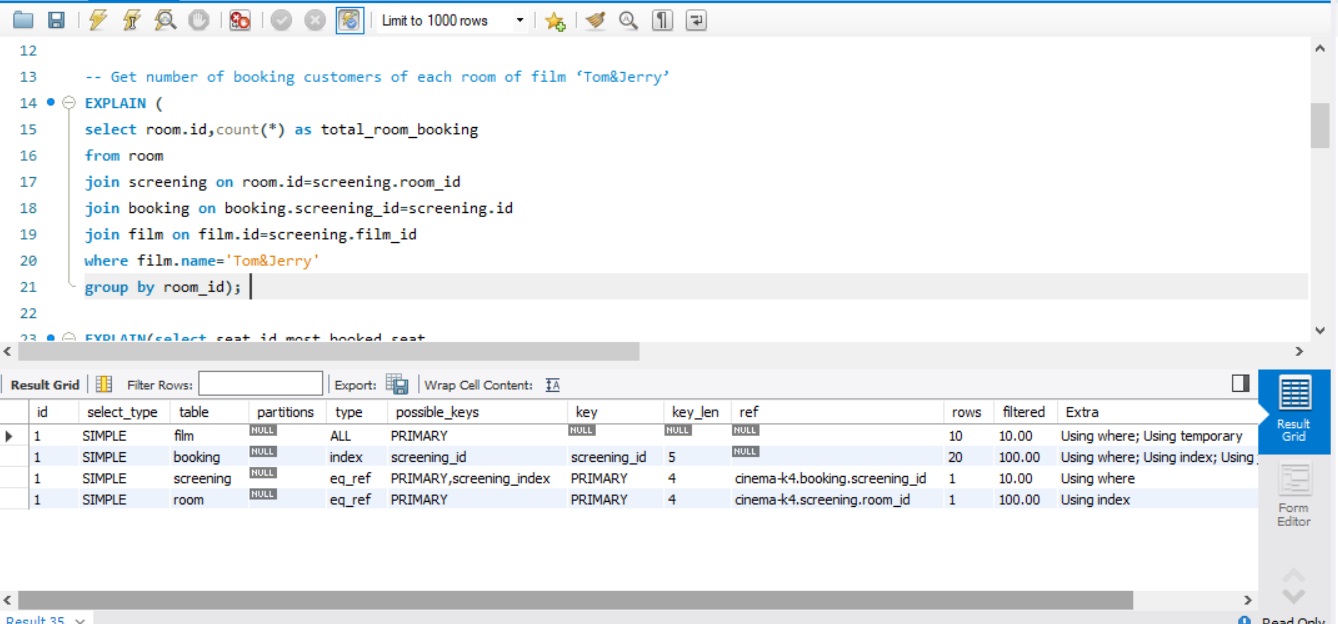 Limit to 1000 rows
12
13 -- Get number of booking customers of each room of film ‘Tom&Jerry’
14 EXPLAIN (
15 select room.id,count(*) as total_room_booking
16 from room
17 join screening on room.id=screening.room_id
18 join booking on booking.screening_id=screening.id
19 join film on film.id=screening.film_id
20 where film.name='Tom&Jerry'
21 group by room_id);
22
23 EXPLAIN(select seat_id most_booked_seat
Result Grid Filter Rows: Export: Wrap Cell Content: IA
id select_type table partitions type possible_keys key key_len ref rows filtered Extra
1 SIMPLE film NULL ALL PRIMARY NULL NULL NULL 10 10.00 Using where; Using temporary
1 SIMPLE booking NULL index screening_id screening_id 5 NULL 20 100.00 Using where; Using index; Using
1 SIMPLE screening NULL eq_ref PRIMARY,screening_index PRIMARY 4 cinema-k4.booking.screening_id 1 10.00 Using where
1 SIMPLE room NULL eq_ref PRIMARY PRIMARY 4 cinema-k4.screening.room_id 1 100.00 Using index
Result
Grid
Form
Editor
Result 35
Read Only